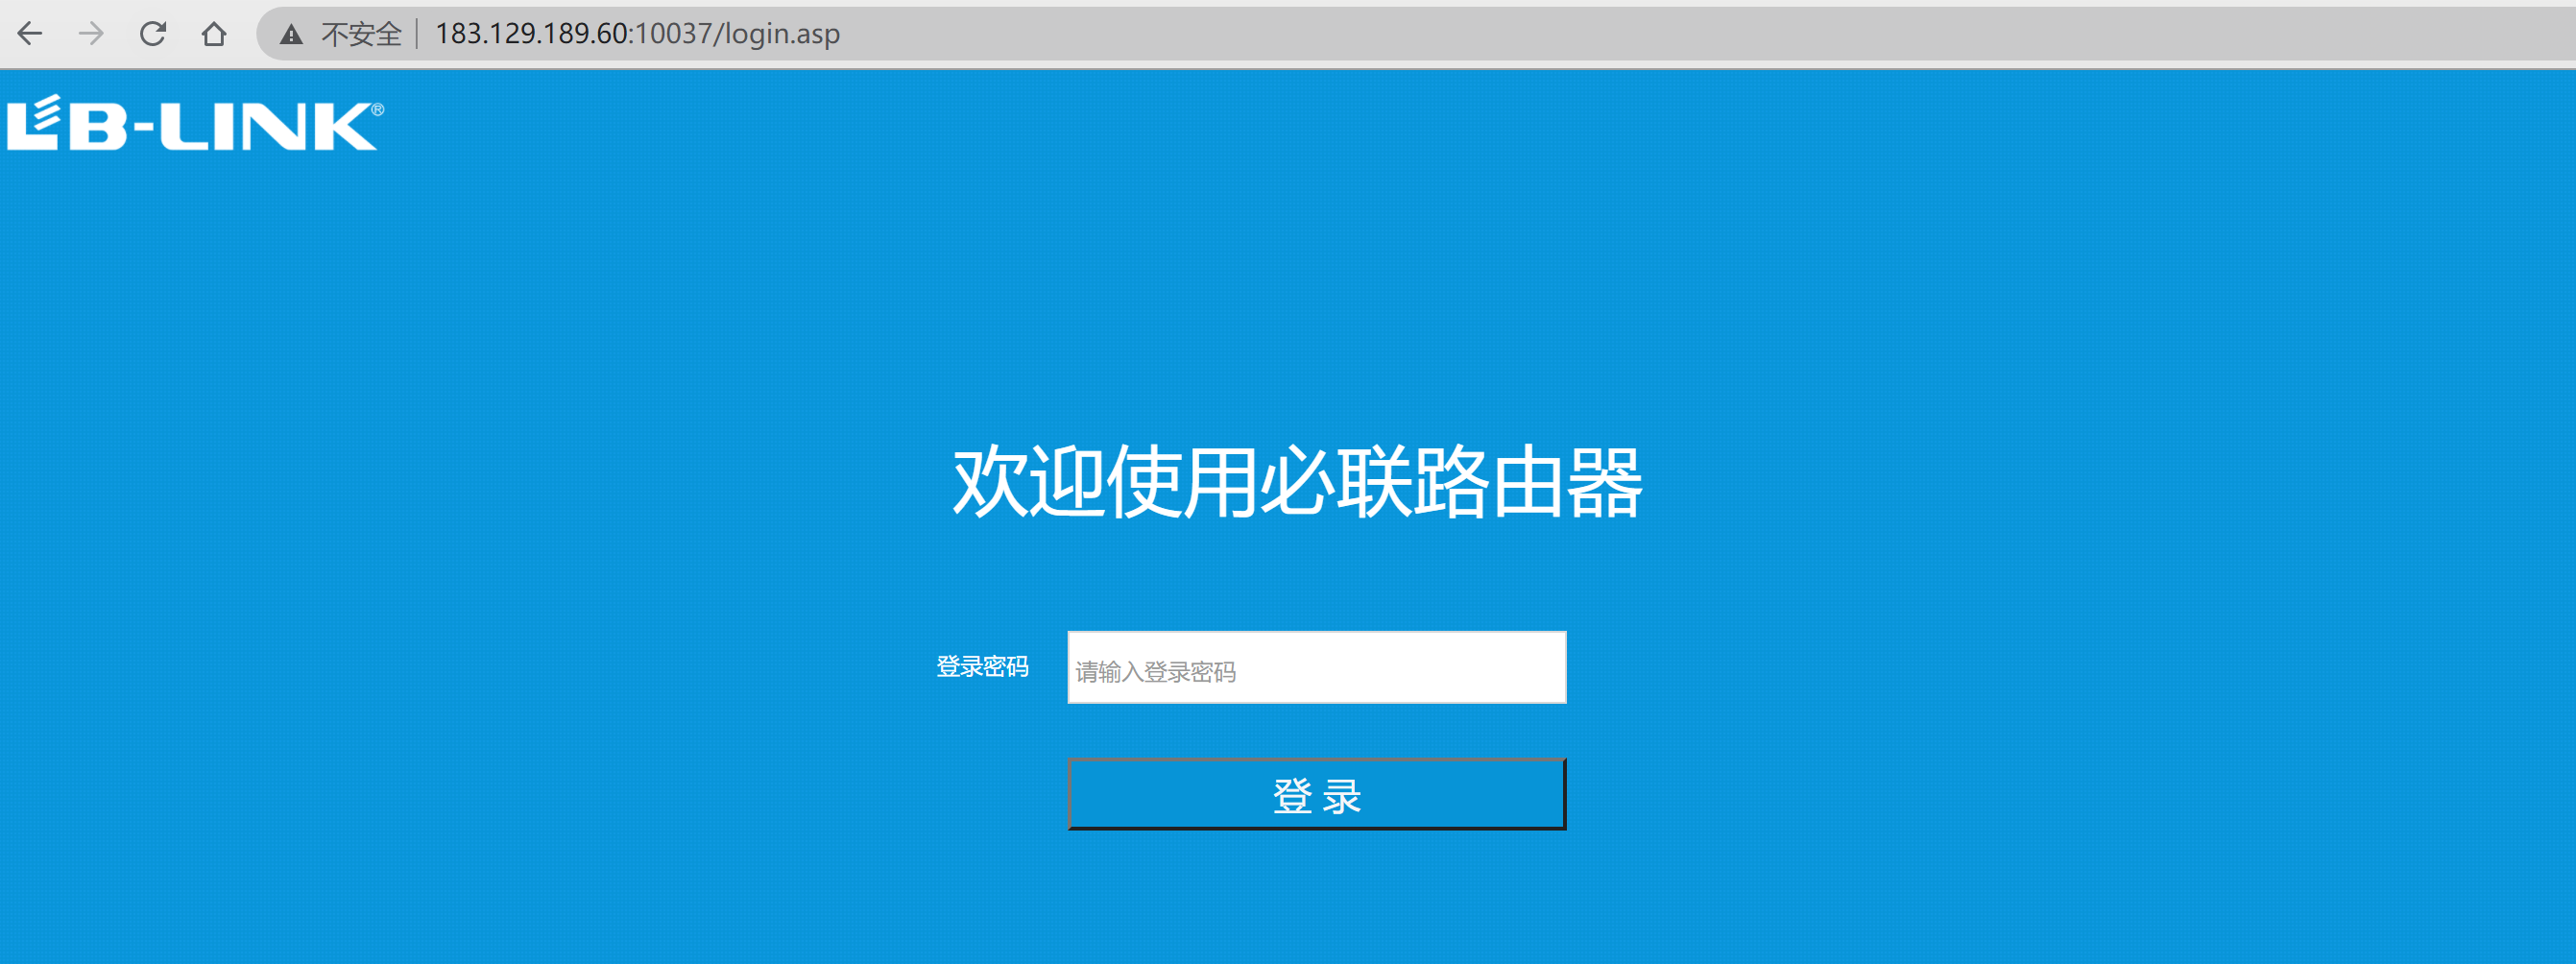 不安全 183.129.189.60:10037/login.asp
LB-LINK®
欢迎使用必联路由器
登录密码 请输入登录密码
登 录